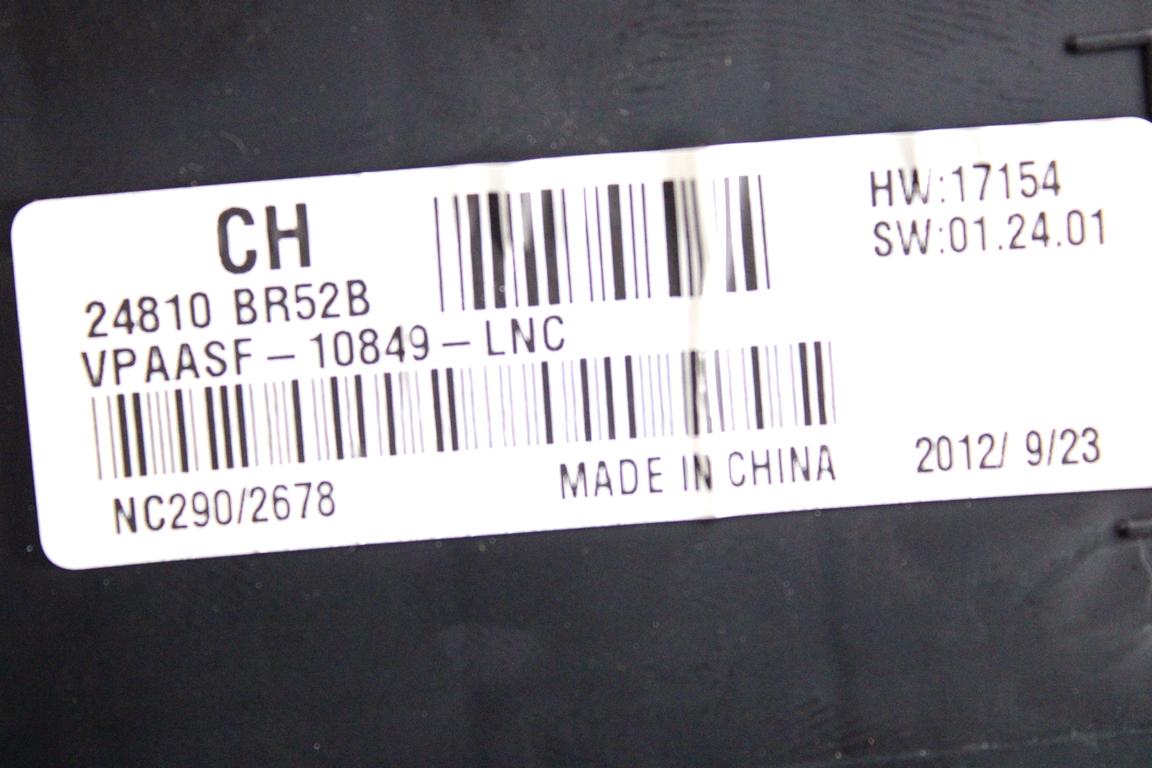 CH
24810 BR52B
VPAASF-10849-LNC
NC290/2678
MADE IN CHINA
HW:17154
SW:01.24.01
2012/ 9/23